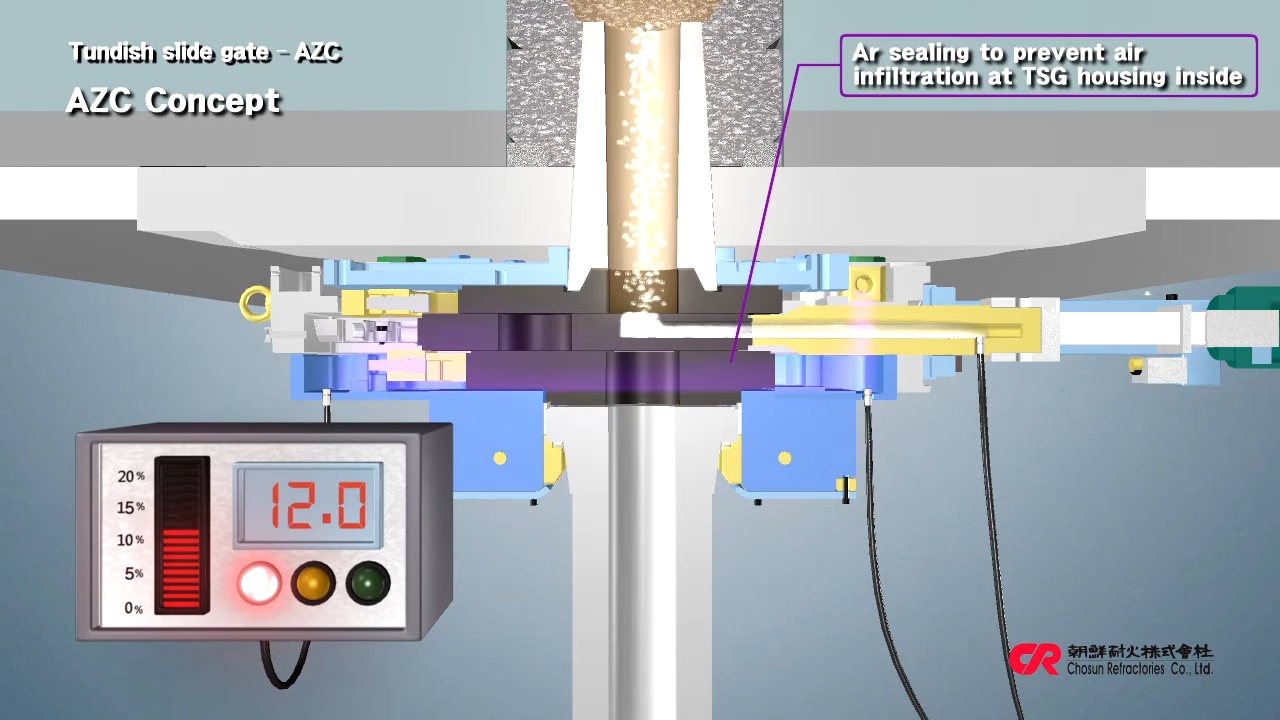 Tundish slide gate - AZC
AZC Concept
Ar sealing to prevent air
infiltration at TSG housing inside
20%
15%
10%
5%
0%
12.0
CR
朝鮮耐火株式會社
Chosun Refractories Co., Ltd.